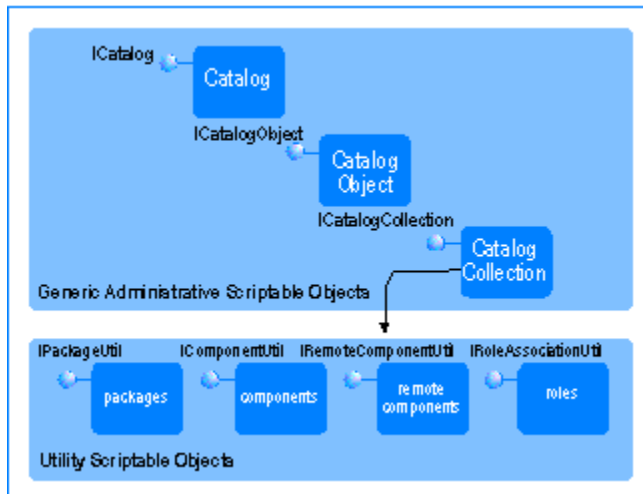 ICatalog
Catalog
ICatalogObject
Catalog
Object
ICatalogCollection
Catalog
Collection
Generic Administrative Scriptable Objects
IPackageUtil
IComponentUtil
IRemoteComponentUtil
IRoleAssociationUtil
packages
components
remote
components
roles
Utility Scriptable Objects